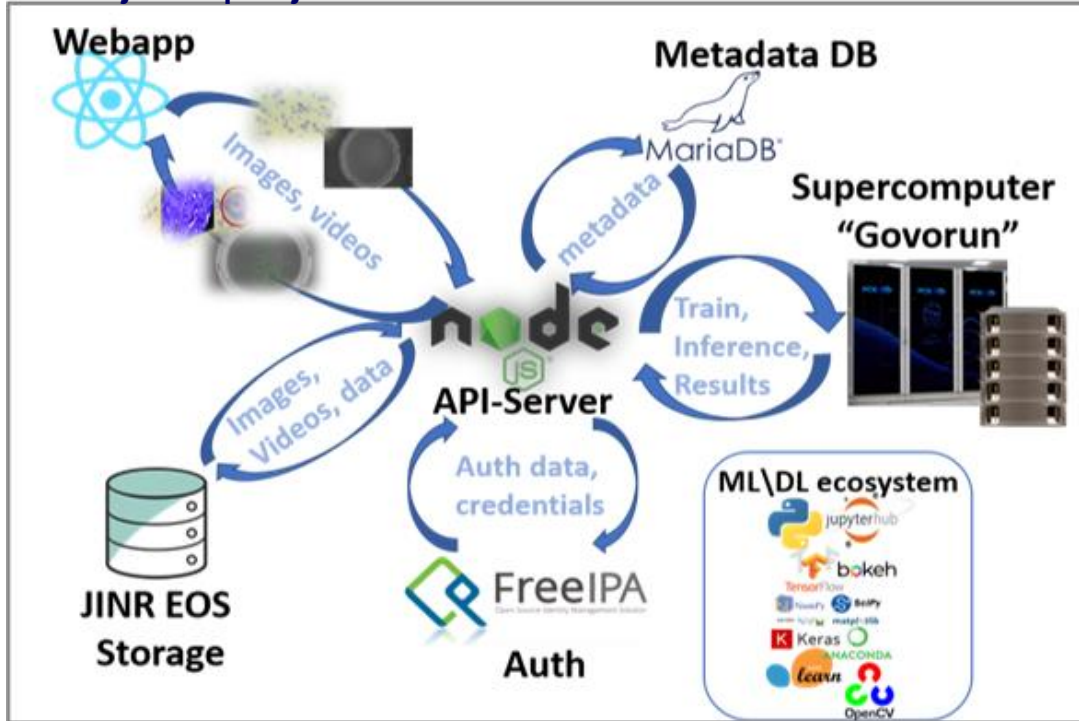 Webapp
Metadata DB
MariaDB
Images, videos
metadata
Supercomputer
“Govorun”
node
JS
API-Server
Train,
Inference,
Results
Images,
Videos, data
Auth data,
credentials
ML\DL ecosystem
jupyterhub
TensorFlow
bokeh
NumPy
SciPy
matplotlib
K Keras
ANACONDA
learn
OpenCV
JINR EOS
Storage
FreeIPA
Open Source Identity Management Solution
Auth